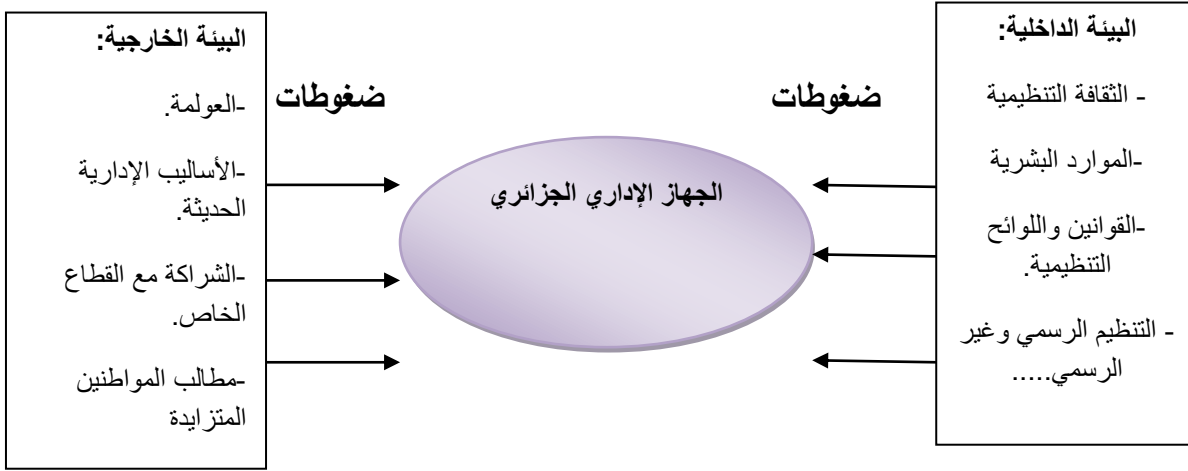 البيئة الداخلية:
- الثقافة التنظيمية
-الموارد البشرية
-القوانين واللوائح
التنظيمية.
- التنظيم الرسمي وغير
الرسمي.....
ضغوطات
الجهاز الإداري الجزائري
ضغوطات
البيئة الخارجية:
-العولمة.
-الأساليب الإدارية
الحديثة.
-الشراكة مع القطاع
الخاص.
-مطالب المواطنين
المتزايدة